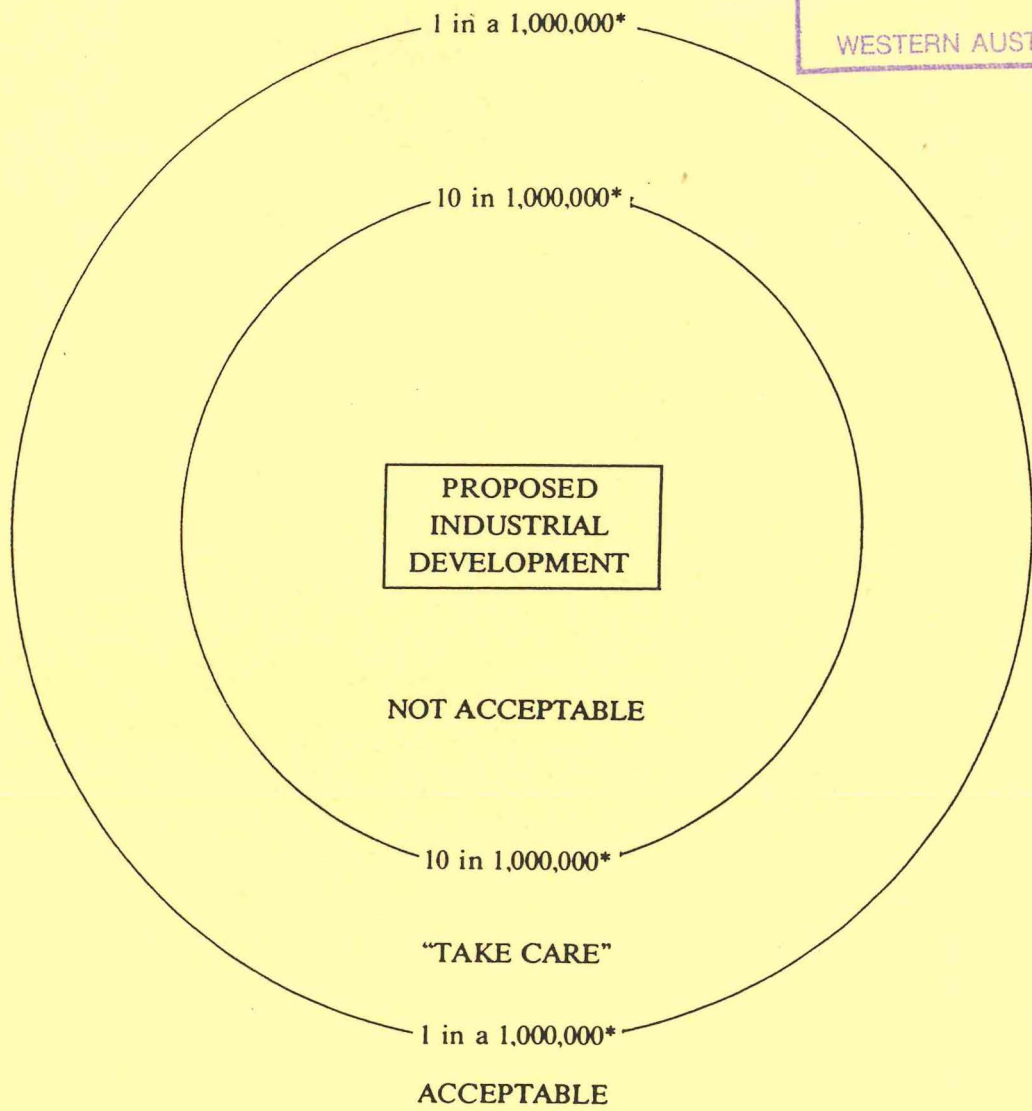 1 in a 1,000,000*
WESTERN AUST
10 in 1,000,000*
PROPOSED
INDUSTRIAL
DEVELOPMENT
NOT ACCEPTABLE
10 in 1,000,000*
“TAKE CARE”
1 in a 1,000,000*
ACCEPTABLE